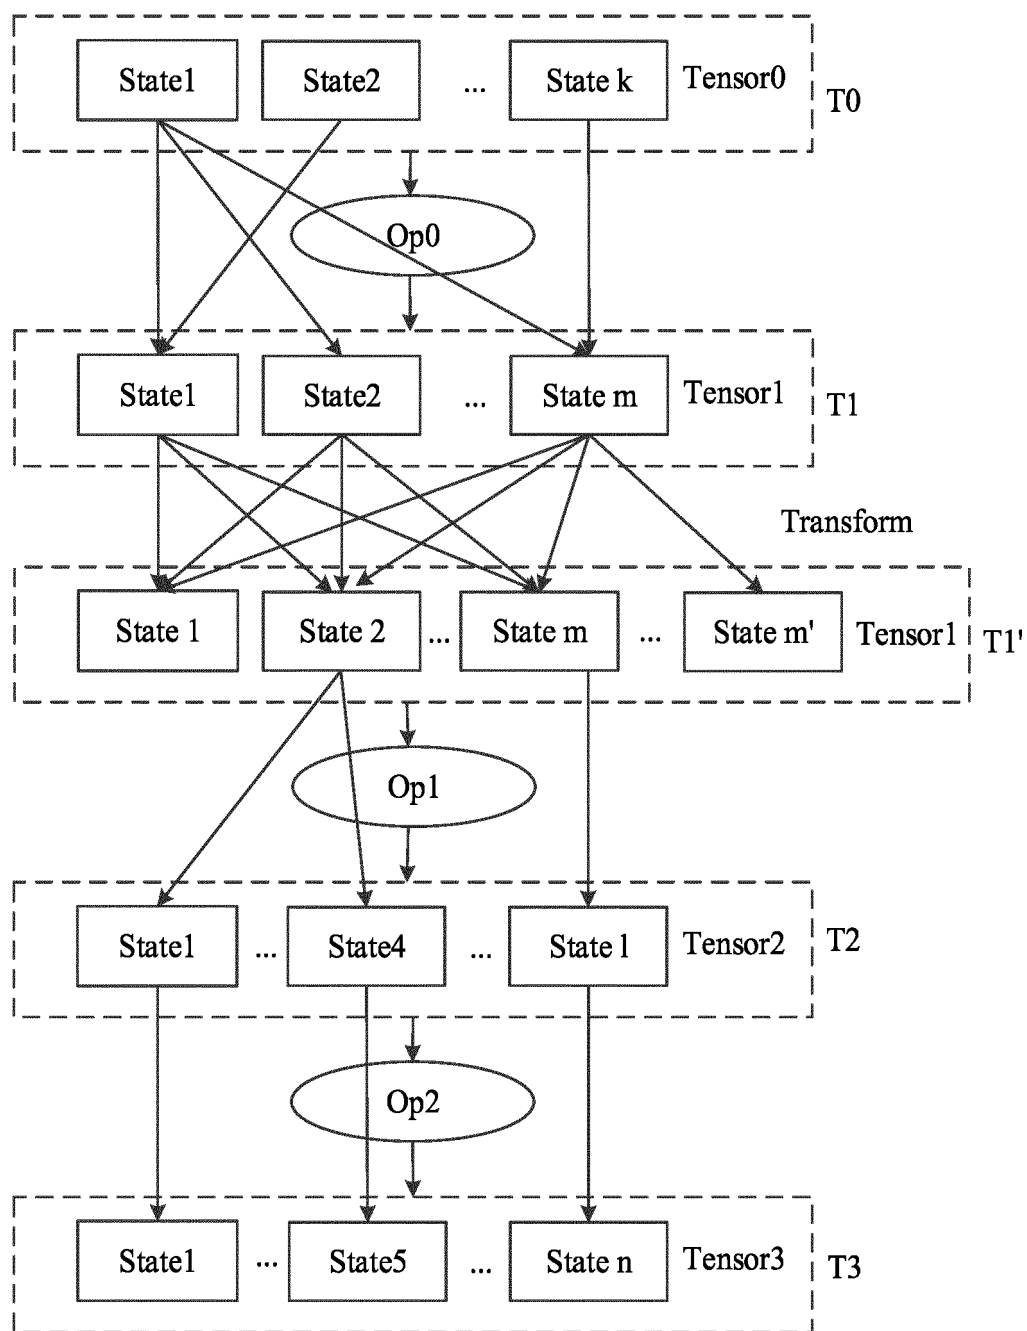 State1 State2 ... State k Tensor0 T0
Op0
State1 State2 ... State m Tensor1 T1
Transform
State 1 State 2 ... State m ... State m' Tensor1 T1'
Op1
State1 ... State4 ... State l Tensor2 T2
Op2
State1 ... State5 ... State n Tensor3 T3